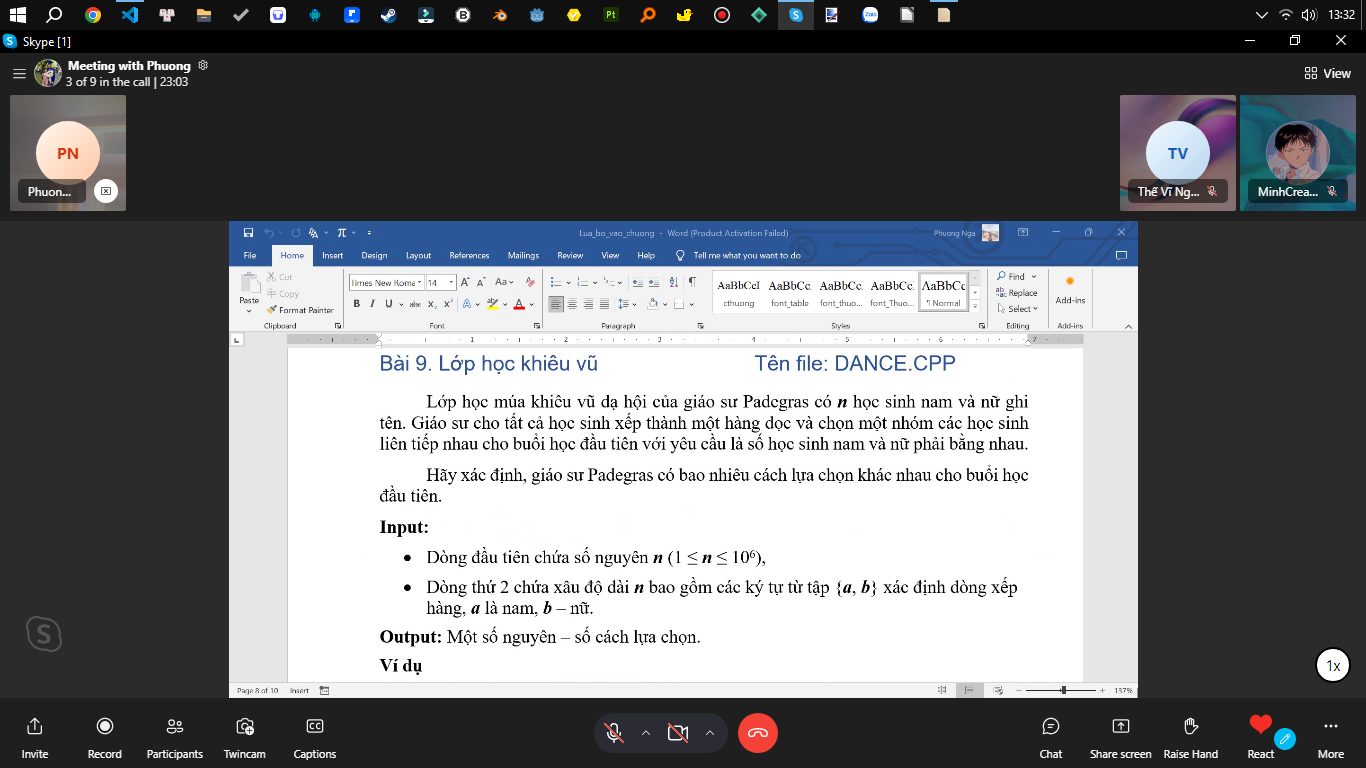 Pt
B
Zalo
13:32
Skype [1]
Meeting with Phuong
3 of 9 in the call | 23:03
View
PN
Phuon...
TV
Thế Vĩ Ng...
MinhCrea...
Lua_bo_vao_chuong - Word (Product Activation Failed)
Phuong Nga
File Home Insert Design Layout References Mailings Review View Help Tell me what you want to do
Paste
Cut
Copy
Format Painter
Clipboard
Times New Roma 14
Font
Paragraph
AaBbCcI AaBbCc. AaBbCc. AaBbCc. AaBbCc
cthuong font_table font_thuo... font_Thuo... ¶ Normal
Styles
Find
Replace
Select
Editing
Add-ins
Add-ins
1 2 3 4 5 6 7
Bài 9. Lớp học khiêu vũ Tên file: DANCE.CPP
Lớp học múa khiêu vũ dạ hội của giáo sư Padegras có n học sinh nam và nữ ghi
tên. Giáo sư cho tất cả học sinh xếp thành một hàng dọc và chọn một nhóm các học sinh
liên tiếp nhau cho buổi học đầu tiên với yêu cầu là số học sinh nam và nữ phải bằng nhau.
Hãy xác định, giáo sư Padegras có bao nhiêu cách lựa chọn khác nhau cho buổi học
đầu tiên.
Input:
• Dòng đầu tiên chứa số nguyên n (1 ≤ n ≤ 10⁶),
• Dòng thứ 2 chứa xâu độ dài n bao gồm các ký tự từ tập {a, b} xác định dòng xếp
hàng, a là nam, b – nữ.
Output: Một số nguyên – số cách lựa chọn.
Ví dụ
1x
Page 8 of 10 Insert
137%
Invite Record Participants Twincam Captions Chat Share screen Raise Hand React More